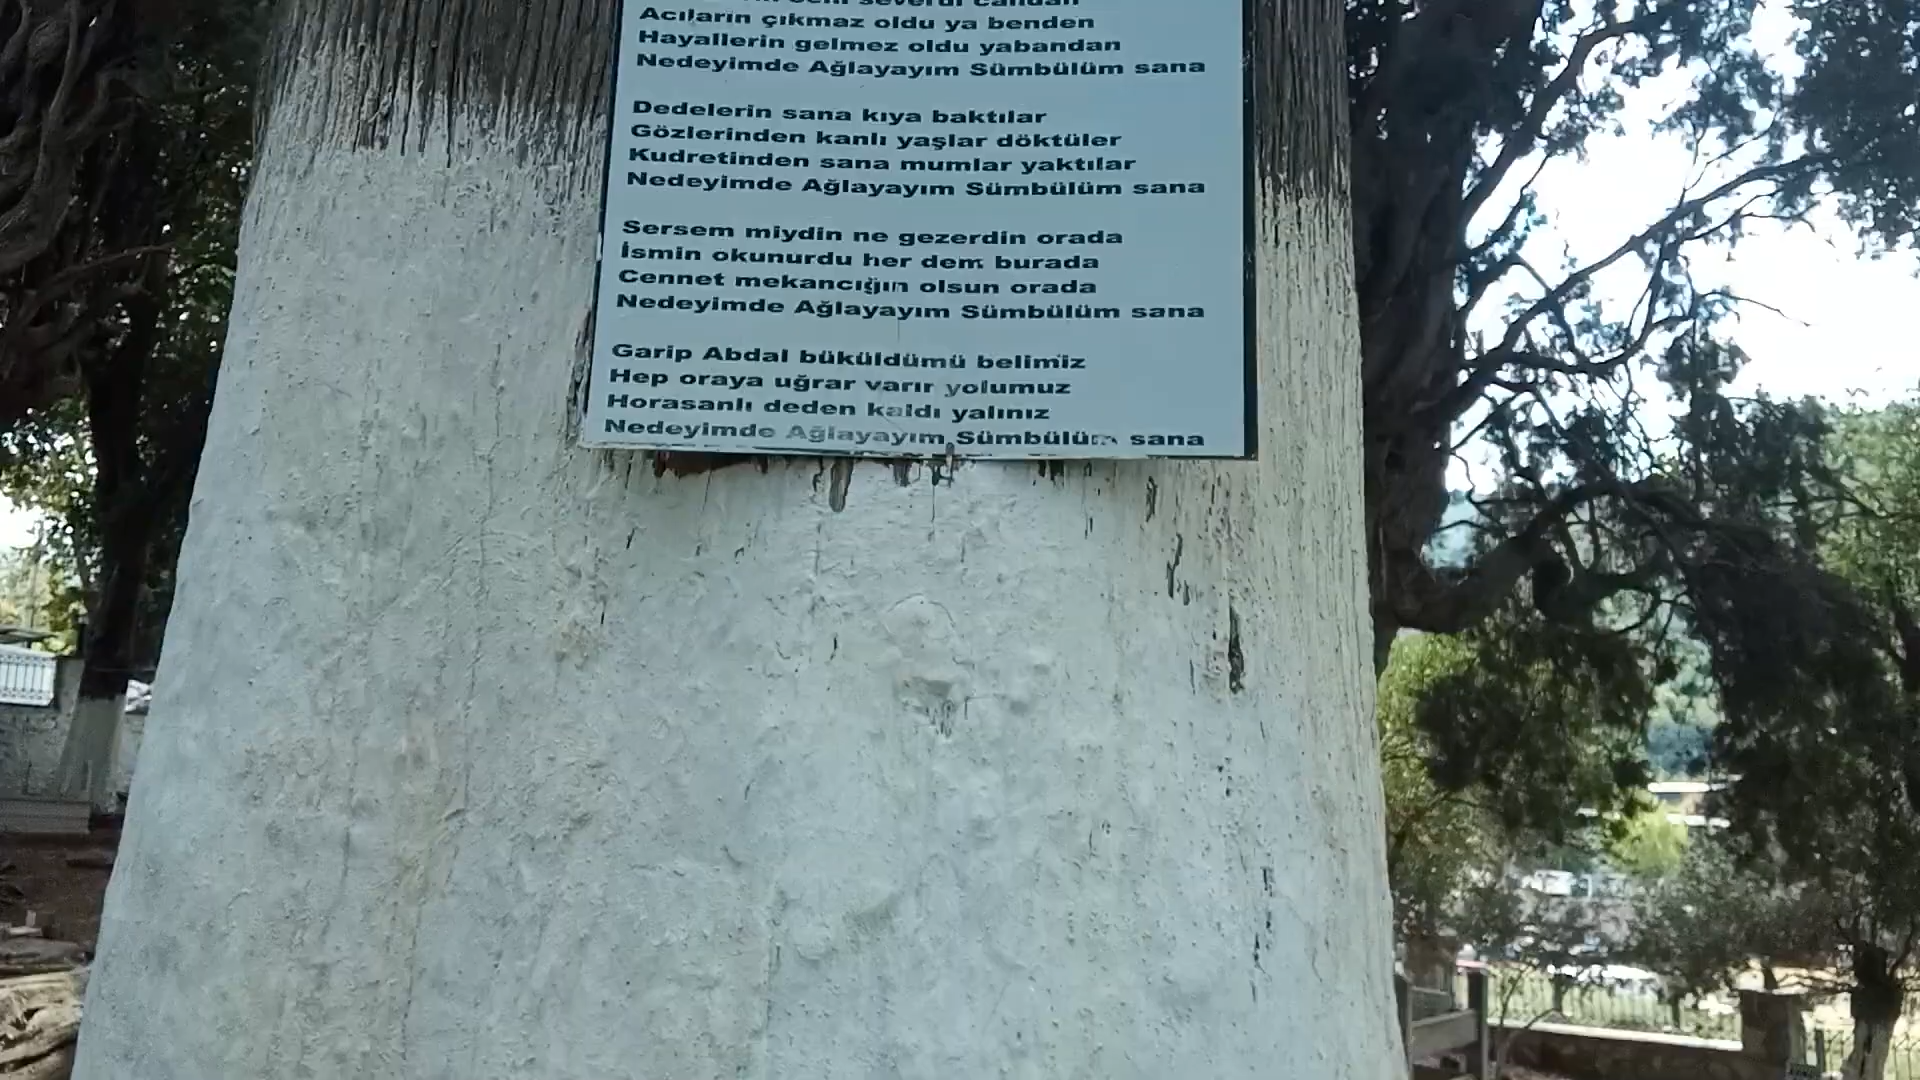 seni severdi candan
Acıların çıkmaz oldu ya benden
Hayallerin gelmez oldu yabandan
Nedeyimde Ağlayayım Sümbülüm sana
Dedelerin sana kıya baktılar
Gözlerinden kanlı yaşlar döktüler
Kudretinden sana mumlar yaktılar
Nedeyimde Ağlayayım Sümbülüm sana
Sersem miydin ne gezerdin orada
İsmin okunurdu her dem burada
Cennet mekancığın olsun orada
Nedeyimde Ağlayayım Sümbülüm sana
Garip Abdal büküldümü belimiz
Hep oraya uğrar varır yolumuz
Horasanlı deden kaldı yalınız
Nedeyimde Ağlayayım Sümbülüm sana